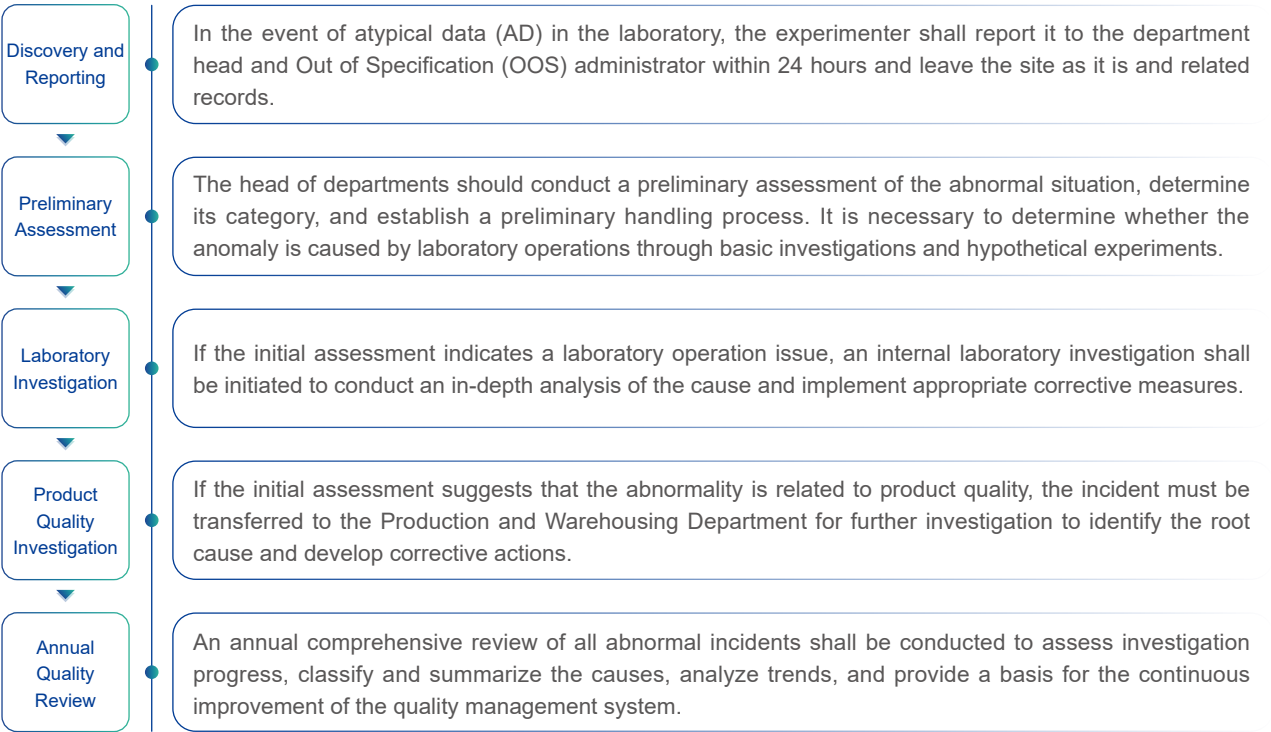 Discovery and
Reporting
In the event of atypical data (AD) in the laboratory, the experimenter shall report it to the department
head and Out of Specification (OOS) administrator within 24 hours and leave the site as it is and related
records.
Preliminary
Assessment
The head of departments should conduct a preliminary assessment of the abnormal situation, determine
its category, and establish a preliminary handling process. It is necessary to determine whether the
anomaly is caused by laboratory operations through basic investigations and hypothetical experiments.
Laboratory
Investigation
If the initial assessment indicates a laboratory operation issue, an internal laboratory investigation shall
be initiated to conduct an in-depth analysis of the cause and implement appropriate corrective measures.
Product
Quality
Investigation
If the initial assessment suggests that the abnormality is related to product quality, the incident must be
transferred to the Production and Warehousing Department for further investigation to identify the root
cause and develop corrective actions.
Annual
Quality
Review
An annual comprehensive review of all abnormal incidents shall be conducted to assess investigation
progress, classify and summarize the causes, analyze trends, and provide a basis for the continuous
improvement of the quality management system.